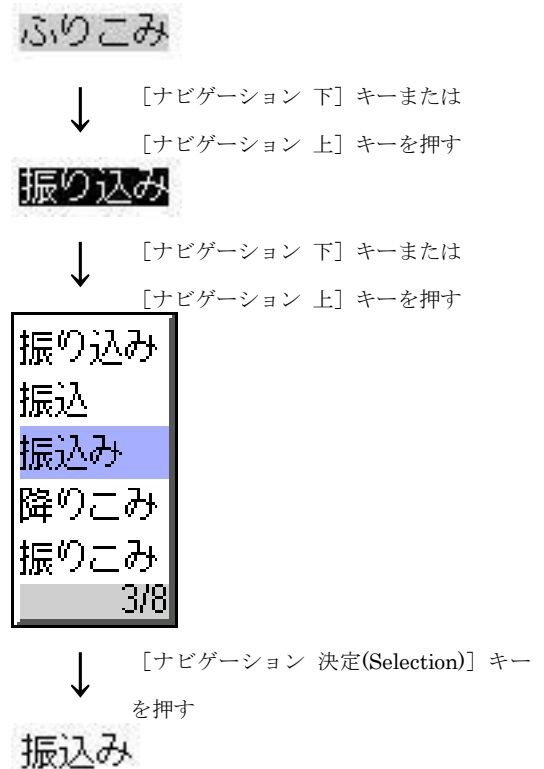 ふりこみ
↓
［ナビゲーション 下］キーまたは
［ナビゲーション 上］キーを押す
振り込み
↓
［ナビゲーション 下］キーまたは
［ナビゲーション 上］キーを押す
振り込み
振込
振込み
降りこみ
振りこみ
3/8
↓
［ナビゲーション 決定(Selection)］キー
を押す
振込み